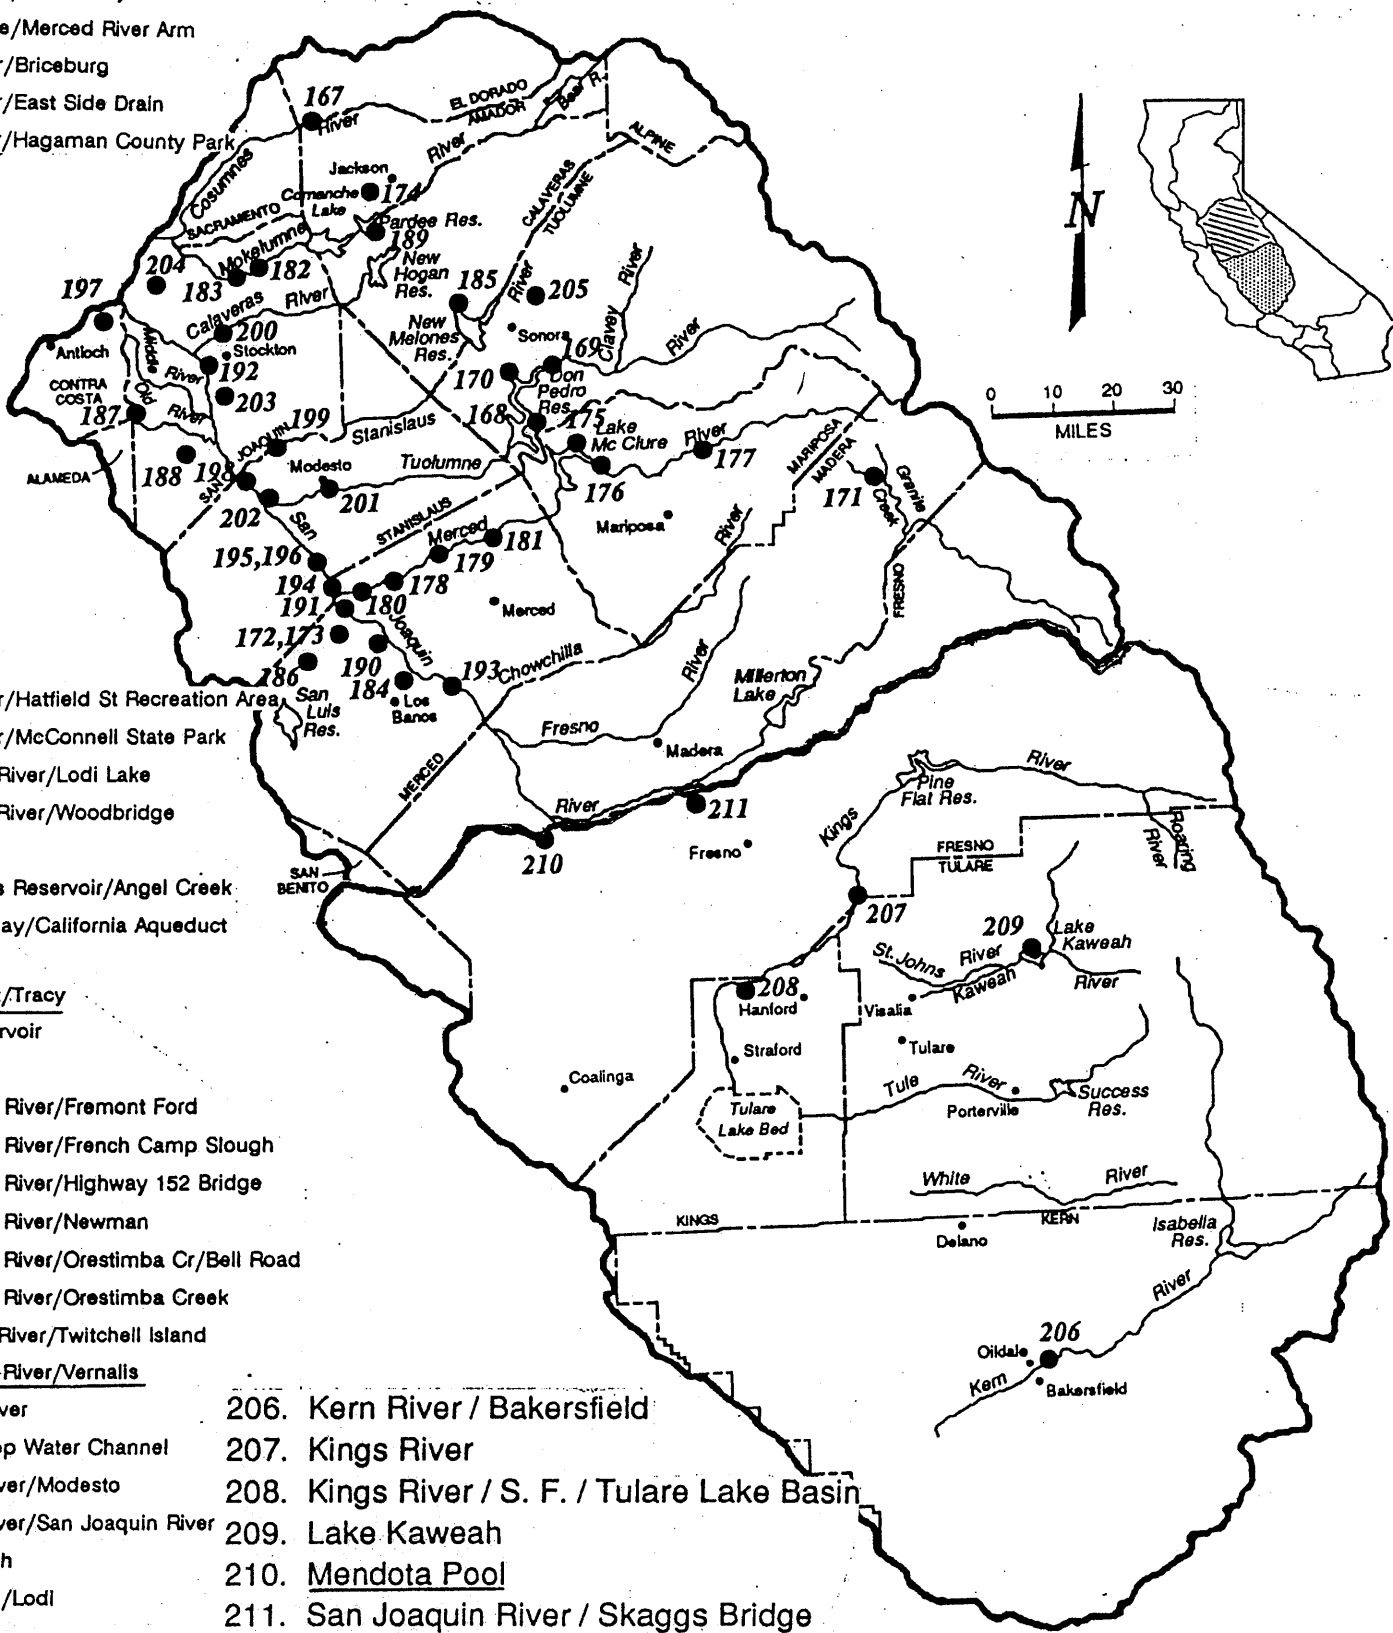 e/Merced River Arm
r/Briceburg
r/East Side Drain
r/Hagaman County Park
r/Hatfield St Recreation Area
r/McConnell State Park
River/Lodi Lake
River/Woodbridge
s Reservoir/Angel Creek
ay/California Aqueduct
/Tracy
rvoir
River/Fremont Ford
River/French Camp Slough
River/Highway 152 Bridge
River/Newman
River/Orestimba Cr/Bell Road
River/Orestimba Creek
River/Twitchell Island
River/Vernalis
ver
op Water Channel
ver/Modesto
ver/San Joaquin River
h
/Lodi
206. Kern River / Bakersfield
207. Kings River
208. Kings River / S. F. / Tulare Lake Basin
209. Lake Kaweah
210. Mendota Pool
211. San Joaquin River / Skaggs Bridge
167
River
EL DORADO
AMADOR
Bear R.
ALPINE
River
Cosumnes
Jackson
Comanche
Lake
174
SACRAMENTO
Pardee Res.
189
CALAVERAS
TUOLUMNE
Mokelumne
182
183
204
197
New
Hogan
Res.
185
River
205
Clavey
River
Calaveras
River
200
Stockton
New
Melones
Res.
Sonora
169
River
Antioch
Middle
River
192
170
Don
Pedro
Res.
CONTRA
COSTA
Old
River
203
187
168
175
Lake
Mc Clure
River
177
199
Stanislaus
SAN
JOAQUIN
ALAMEDA
188
198
Modesto
Tuolumne
201
202
176
MARIPOSA
MADERA
171
Granite
Creek
San
STANISLAUS
Merced
181
Mariposa
River
195,196
179
194
178
191
180
FRESNO
172,173
Joaquin
Merced
190
186
184
193
Chowchilla
River
Millerton
Lake
San
Luis
Res.
Los
Banos
Fresno
Madera
MERCED
River
211
210
Fresno
SAN
BENITO
Pine
Flat Res.
River
Kings
Roaring
River
FRESNO
TULARE
207
209
Lake
Kaweah
St. Johns
River
Kaweah
River
208
Hanford
Visalia
Straford
Tulare
Coalinga
Tule
River
Success
Res.
Porterville
Tulare
Lake Bed
White
River
KINGS
KERN
Delano
Isabella
Res.
River
206
Oildale
Kern
Bakersfield
N
0 10 20 30
MILES